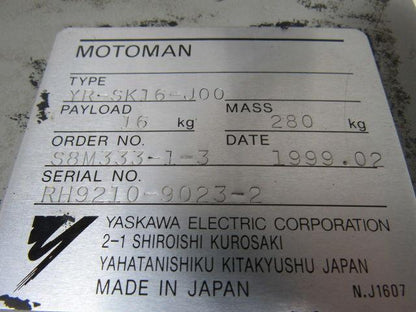 MOTOMAN
TYPE
YR-SK16-J00
PAYLOAD 16 kg MASS 280 kg
ORDER NO. S8M333-1-3 DATE 1999.02
SERIAL NO.
RH9210-9023-2
YASKAWA ELECTRIC CORPORATION
2-1 SHIROISHI KUROSAKI
YAHATANISHIKU KITAKYUSHU JAPAN
MADE IN JAPAN N.J1607